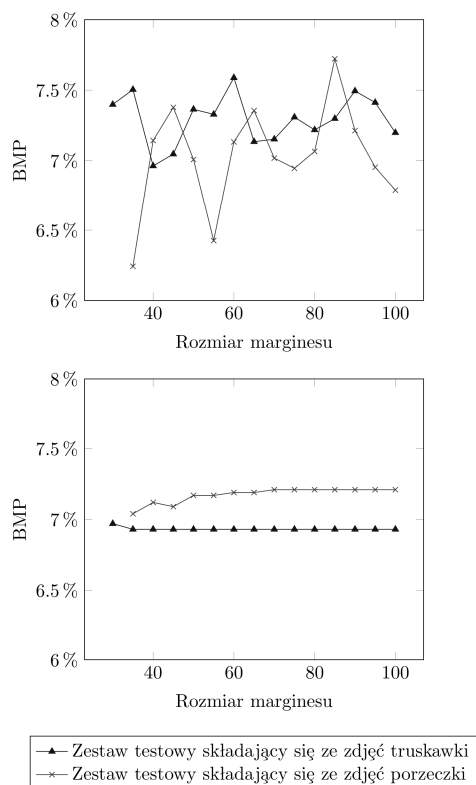 8 %
7.5 %
7 %
6.5 %
6 %
BMP
40 60 80 100
Rozmiar marginesu
8 %
7.5 %
7 %
6.5 %
6 %
BMP
40 60 80 100
Rozmiar marginesu
Zestaw testowy składający się ze zdjęć truskawki
Zestaw testowy składający się ze zdjęć porzeczki